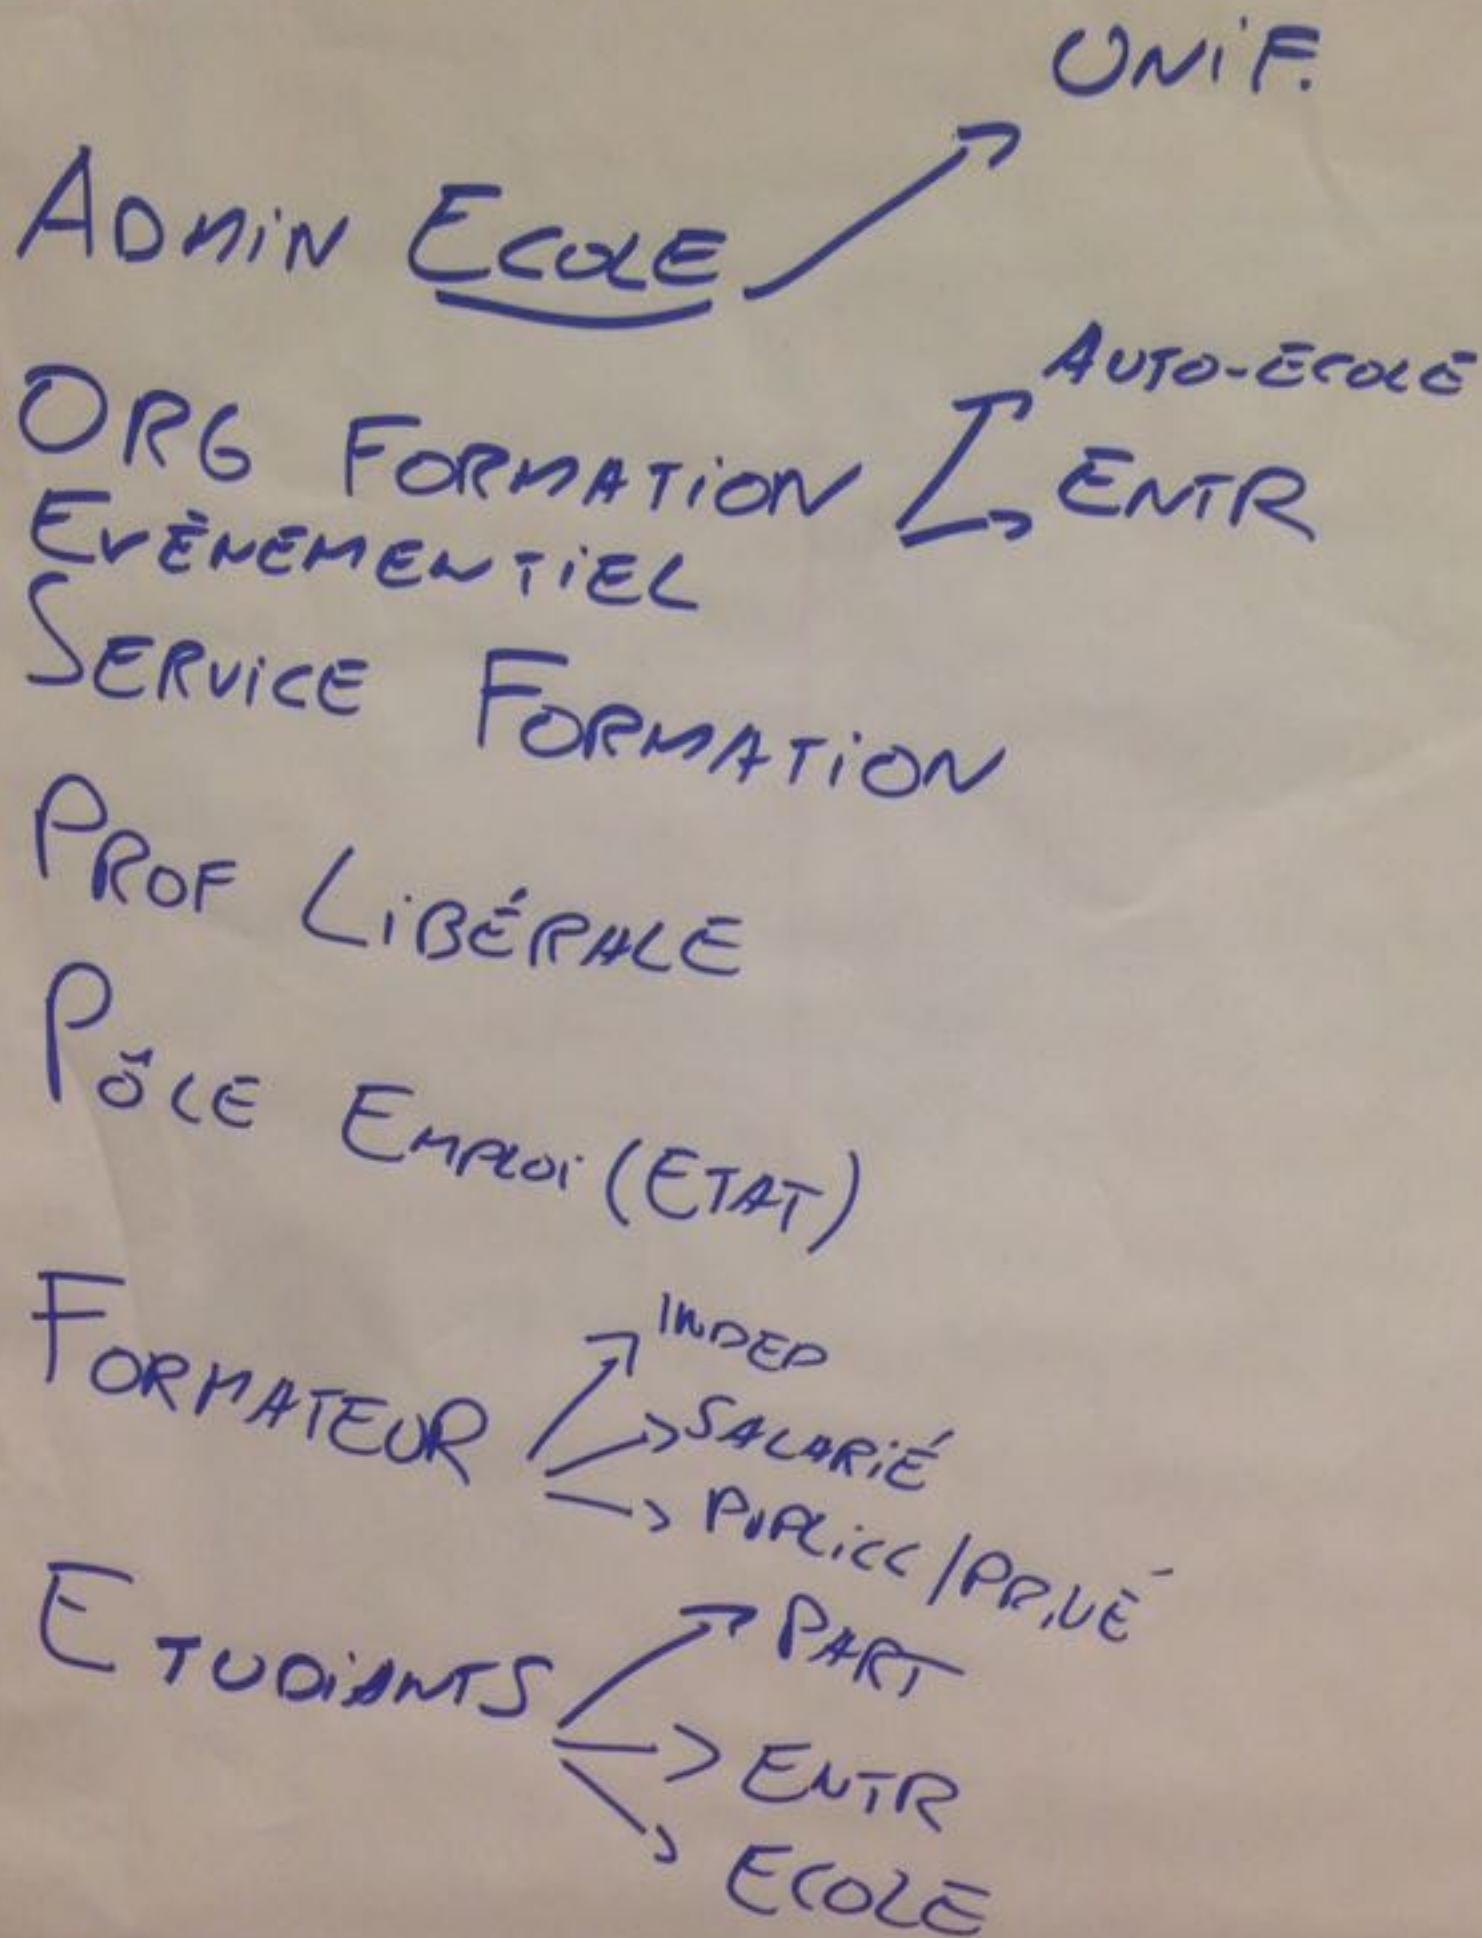 UNIF.
ADMIN ECOLE
AUTO-ECOLE
ORG FORMATION
ENTR
EVÈNEMENTIEL
SERVICE FORMATION
PROF LIBÉRALE
PÔLE EMPLOI (ETAT)
INDEP
FORMATEUR
SALARIÉ
/PRIVÉ
PART
ETUDIANTS
ENTR
ECOLE